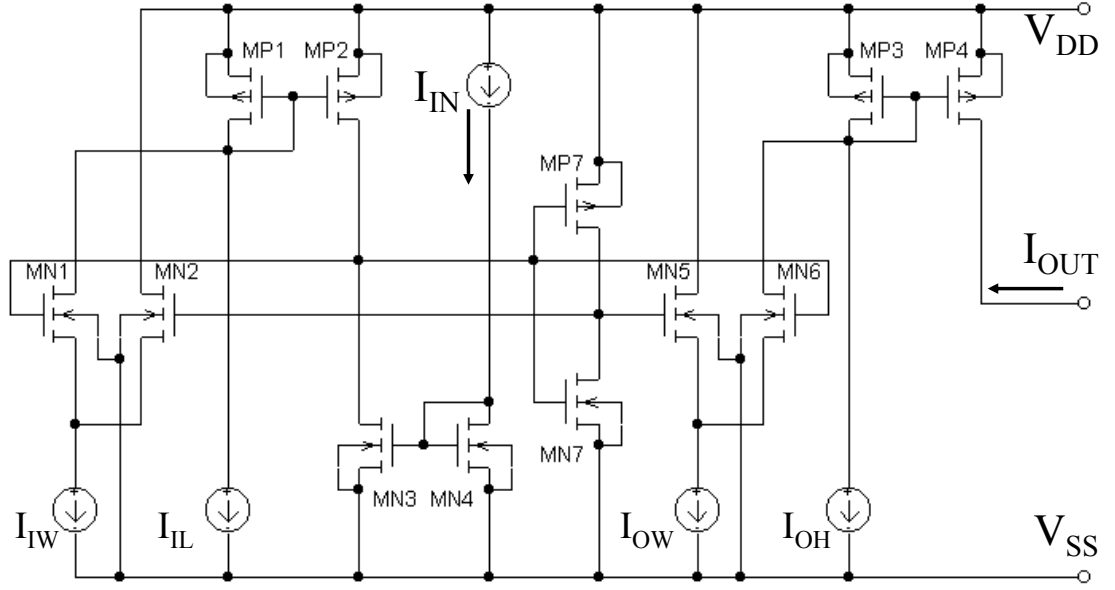 MP1
MP2
MP3
MP4
V_DD
I_IN
MP7
I_OUT
MN1
MN2
MN5
MN6
MN7
MN3
MN4
I_IW
I_IL
I_OW
I_OH
V_SS